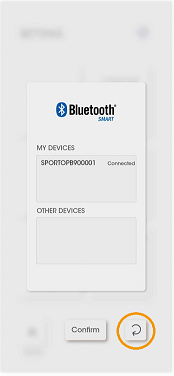 Bluetooth®
SMART
MY DEVICES
SPORTOPB900001 Connected
OTHER DEVICES
Confirm